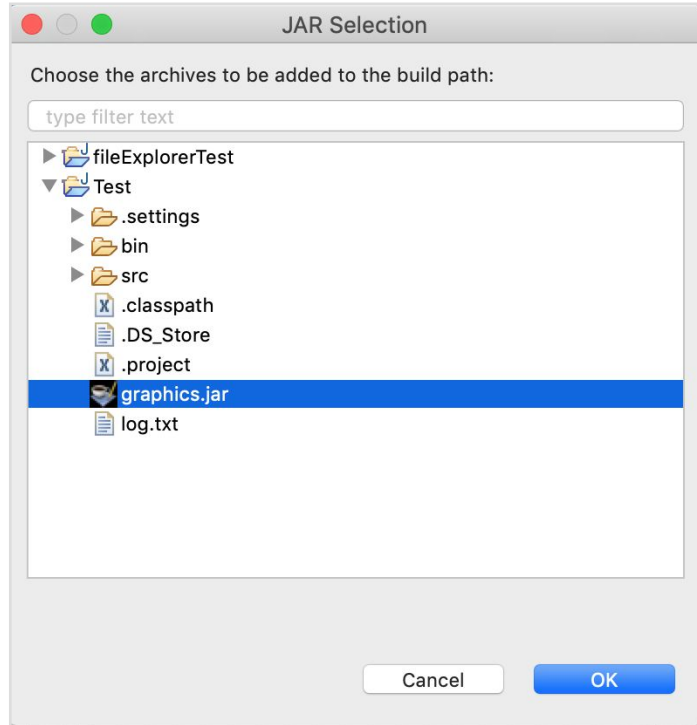 JAR Selection
Choose the archives to be added to the build path:
type filter text
fileExplorerTest
Test
.settings
bin
src
.classpath
.DS_Store
.project
graphics.jar
log.txt
Cancel OK